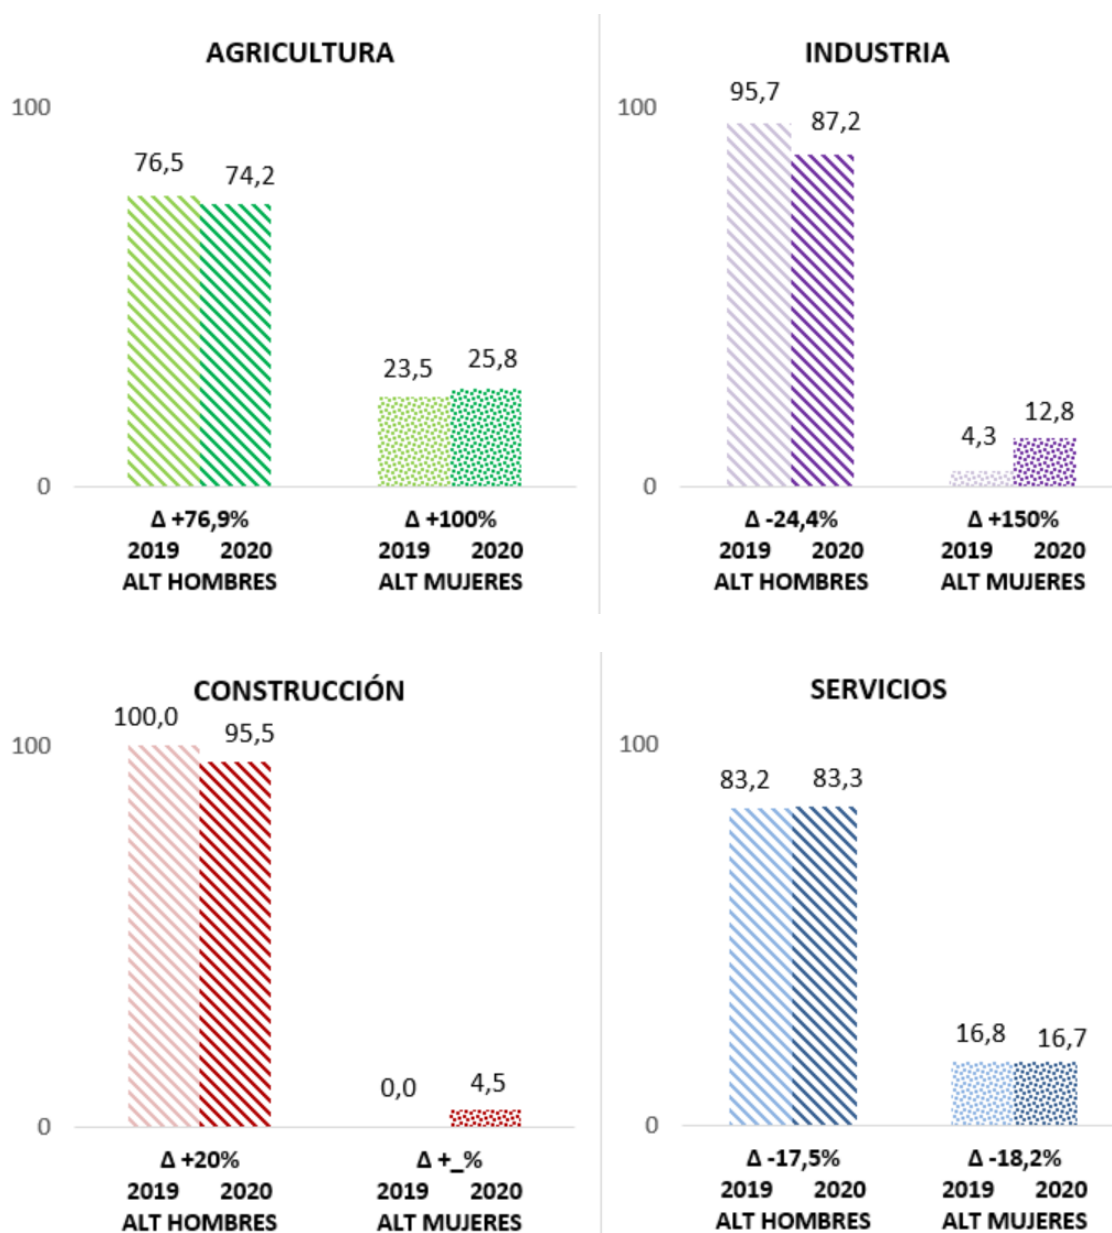 AGRICULTURA
100
76,5
74,2
23,5
25,8
0
Δ +76,9%
Δ +100%
2019 2020
2019 2020
ALT HOMBRES
ALT MUJERES
INDUSTRIA
100
95,7
87,2
4,3
12,8
0
Δ -24,4%
Δ +150%
2019 2020
2019 2020
ALT HOMBRES
ALT MUJERES
CONSTRUCCIÓN
100
100,0
95,5
0,0
4,5
0
Δ +20%
Δ +_%
2019 2020
2019 2020
ALT HOMBRES
ALT MUJERES
SERVICIOS
100
83,2
83,3
16,8
16,7
0
Δ -17,5%
Δ -18,2%
2019 2020
2019 2020
ALT HOMBRES
ALT MUJERES